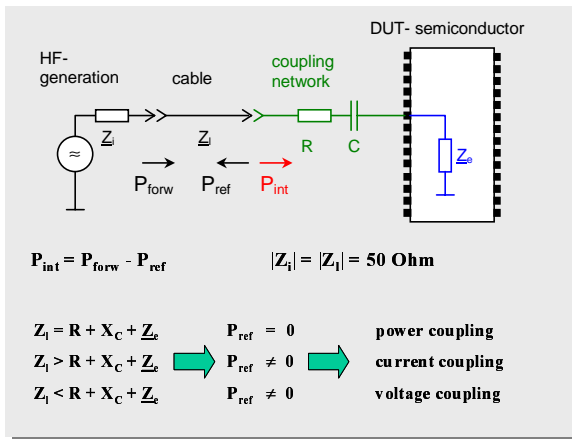 DUT- semiconductor
HF-
generation
cable
coupling
network
Zi
Zl
R
C
Ze
≈
Pforw
Pref
Pint
Pint = Pforw - Pref
|Zi| = |Zl| = 50 Ohm
Zl = R + XC + Ze
Pref = 0
power coupling
Zl > R + XC + Ze
Pref ≠ 0
current coupling
Zl < R + XC + Ze
Pref ≠ 0
voltage coupling